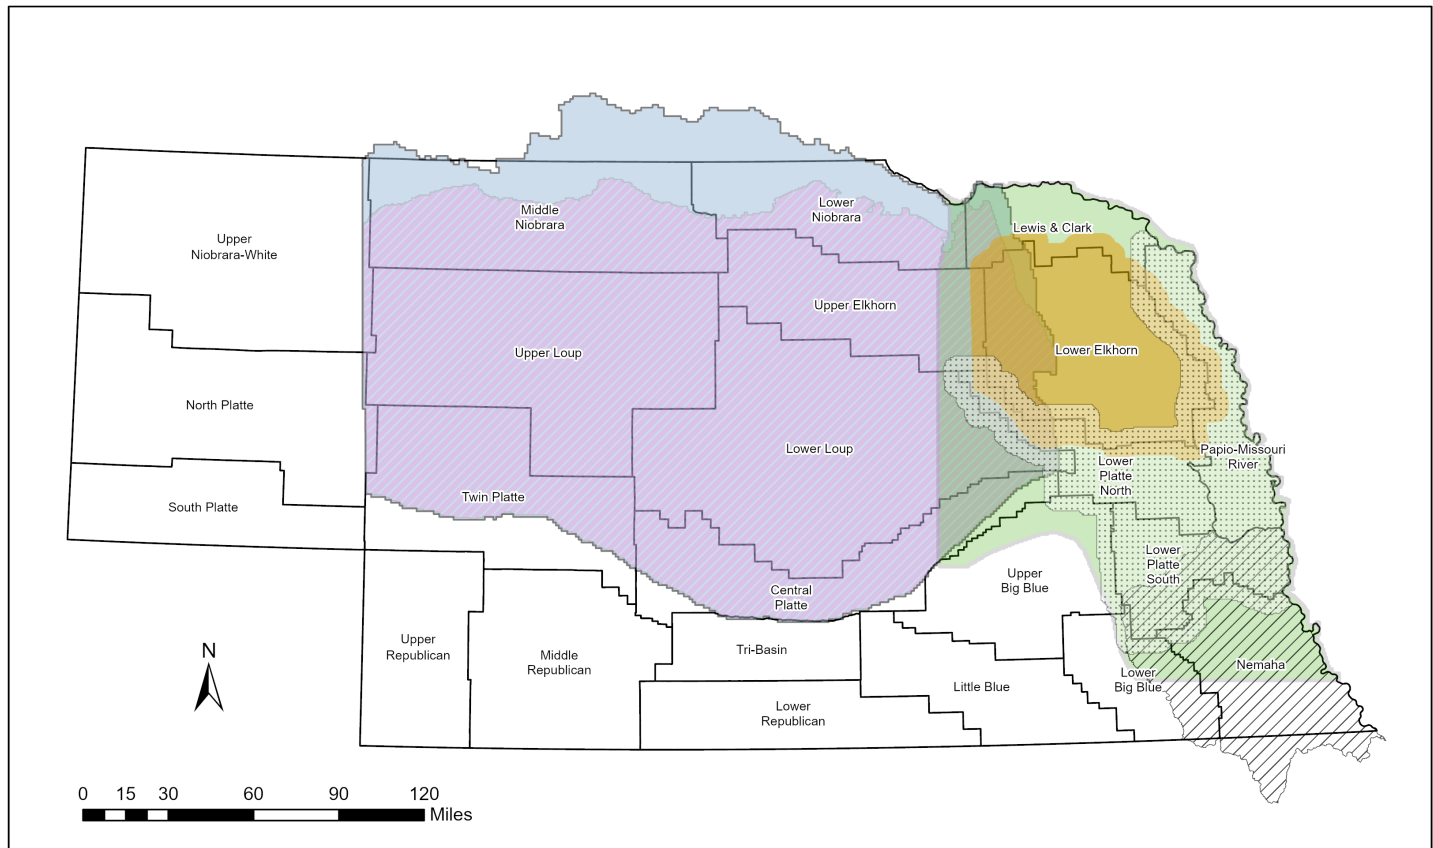 Middle
Niobrara
Lower
Niobrara
Lewis & Clark
Upper
Niobrara-White
Upper Elkhorn
Upper Loup
Lower Elkhorn
North Platte
Lower Loup
Papio-Missouri
River
Lower
Platte
North
Twin Platte
South Platte
Lower
Platte
South
Upper
Big Blue
Central
Platte
N
Upper
Republican
Middle
Republican
Tri-Basin
Nemaha
Lower
Big Blue
Little Blue
Lower
Republican
0 15 30 60 90 120
Miles